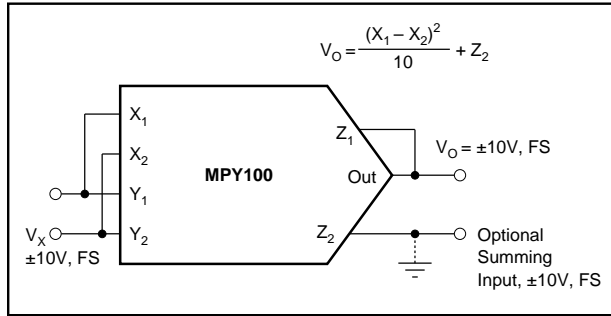 V_O = (X_1 – X_2)^2 / 10 + Z_2
X_1
X_2
Y_1
Y_2
MPY100
Z_1
Out
Z_2
V_X
±10V, FS
V_O = ±10V, FS
Optional
Summing
Input, ±10V, FS